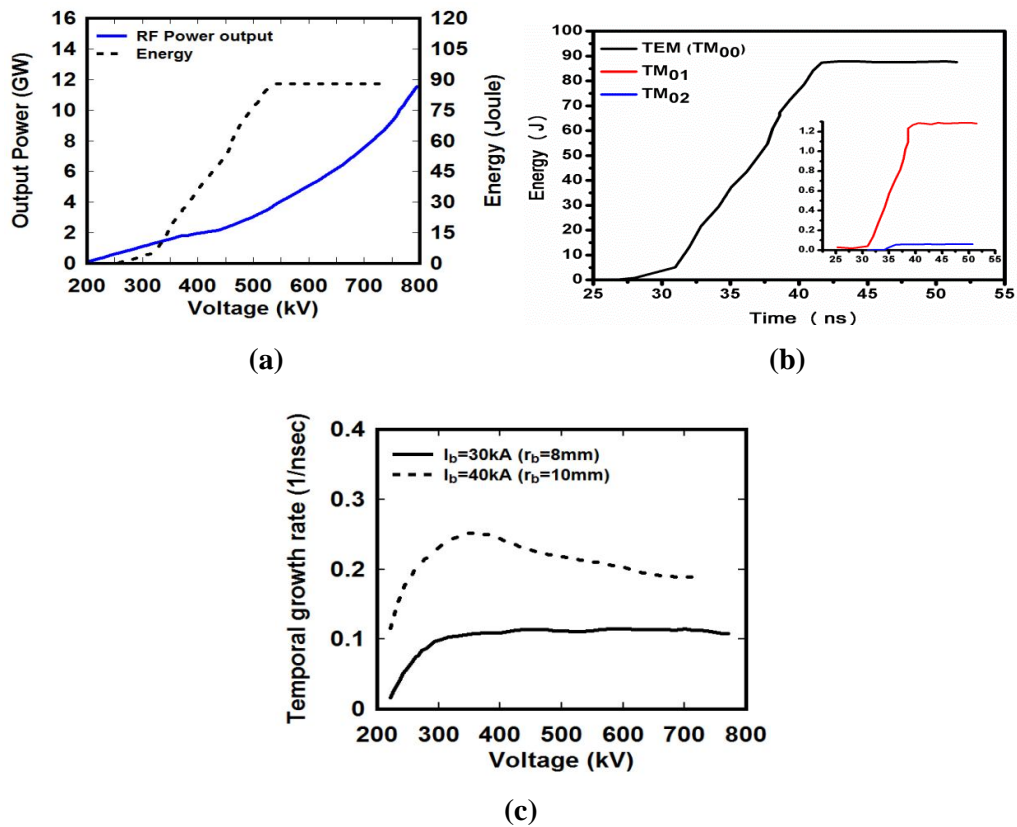 16
14
12
10
8
6
4
2
0
Output Power (GW)
RF Power output
Energy
120
105
90
75
60
45
30
15
0
Energy (Joule)
200 300 400 500 600 700 800
Voltage (kV)
(a)
100
90
80
70
60
50
40
30
20
10
0
Energy (J)
TEM (TM00)
TM01
TM02
1.2
1.0
0.8
0.6
0.4
0.2
0.0
25 30 35 40 45 50 55
25 30 35 40 45 50 55
Time ( ns)
(b)
0.4
0.3
0.2
0.1
0
Temporal growth rate (1/nsec)
Ib=30kA (rb=8mm)
Ib=40kA (rb=10mm)
200 300 400 500 600 700 800
Voltage (kV)
(c)